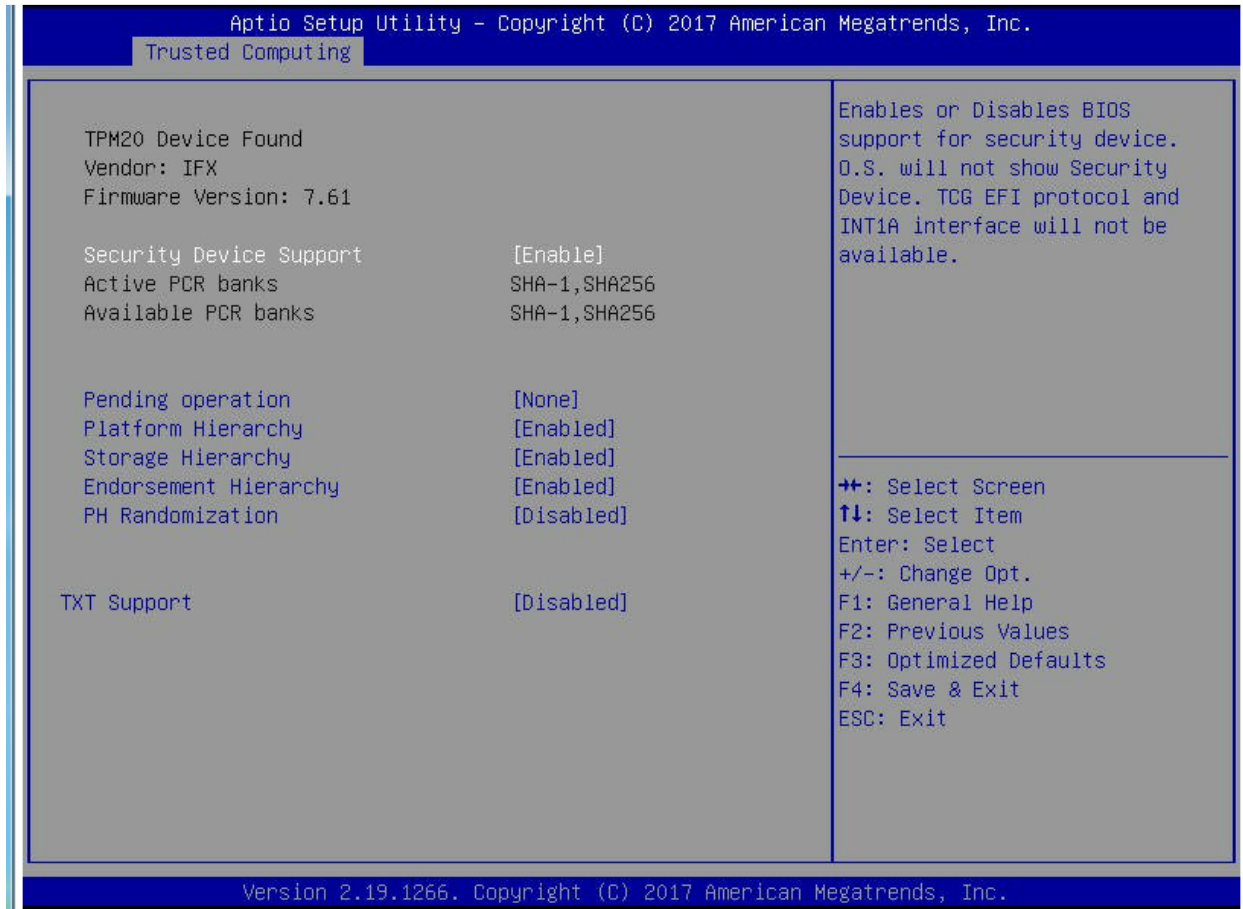 Aptio Setup Utility – Copyright (C) 2017 American Megatrends, Inc.
Trusted Computing
TPM20 Device Found
Vendor: IFX
Firmware Version: 7.61
Security Device Support [Enable]
Active PCR banks SHA-1,SHA256
Available PCR banks SHA-1,SHA256
Pending operation [None]
Platform Hierarchy [Enabled]
Storage Hierarchy [Enabled]
Endorsement Hierarchy [Enabled]
PH Randomization [Disabled]
TXT Support [Disabled]
Enables or Disables BIOS
support for security device.
O.S. will not show Security
Device. TCG EFI protocol and
INT1A interface will not be
available.
→←: Select Screen
↑↓: Select Item
Enter: Select
+/-: Change Opt.
F1: General Help
F2: Previous Values
F3: Optimized Defaults
F4: Save & Exit
ESC: Exit
Version 2.19.1266. Copyright (C) 2017 American Megatrends, Inc.